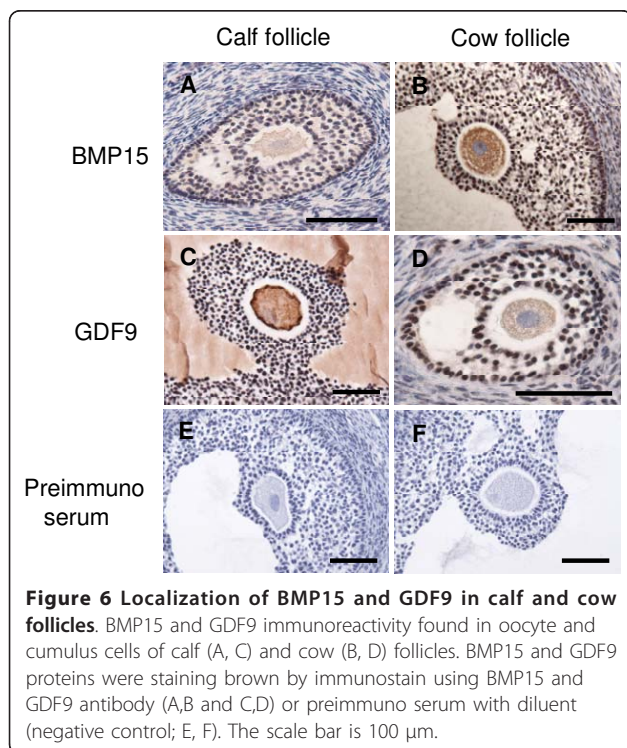 Calf follicle Cow follicle
BMP15
A
B
GDF9
C
D
Preimmuno
serum
E
F
Figure 6 Localization of BMP15 and GDF9 in calf and cow
follicles. BMP15 and GDF9 immunoreactivity found in oocyte and
cumulus cells of calf (A, C) and cow (B, D) follicles. BMP15 and GDF9
proteins were staining brown by immunostain using BMP15 and
GDF9 antibody (A,B and C,D) or preimmuno serum with diluent
(negative control; E, F). The scale bar is 100 μm.